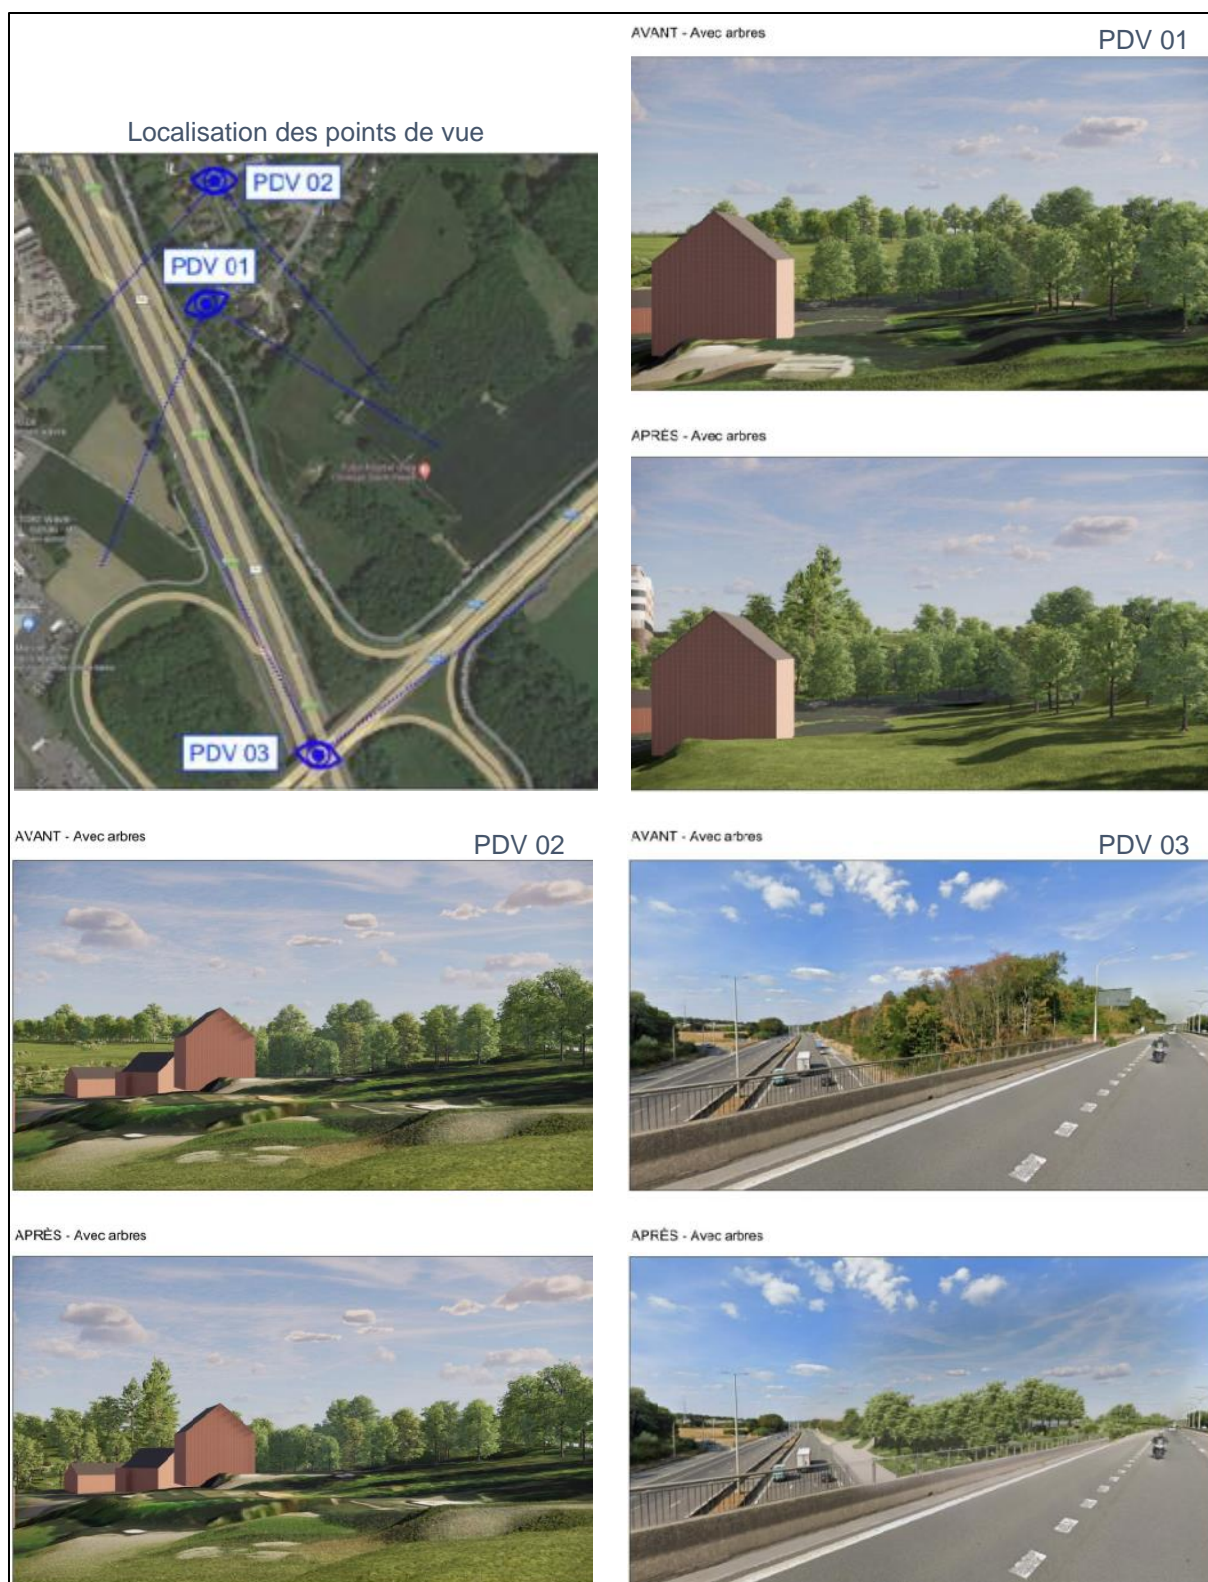 AVANT - Avec arbres
PDV 01
Localisation des points de vue
PDV 02
PDV 01
PDV 03
APRÈS - Avec arbres
AVANT - Avec arbres
PDV 02
AVANT - Avec arbres
PDV 03
APRÈS - Avec arbres
APRÈS - Avec arbres